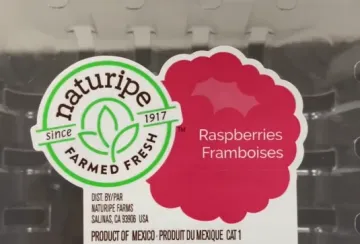 naturipe
since 1917
FARMED FRESH
TM
Raspberries
Framboises
DIST. BY/PAR
NATURIPE FARMS
SALINAS, CA 93906 USA
PRODUCT OF MEXICO·PRODUIT DU MEXIQUE CAT 1